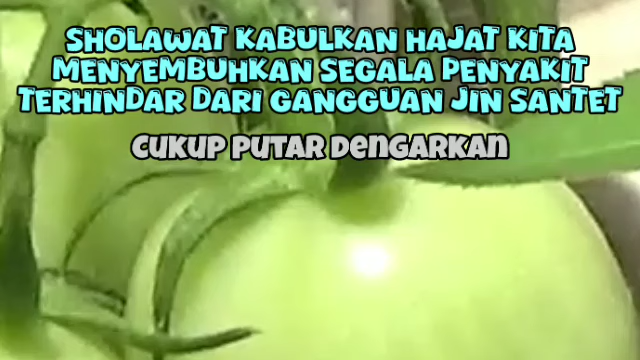 SHOLAWAT KABULKAN HAJAT KITA
MENYEMBUHKAN SEGALA PENYAKIT
TERHINDAR DARI GANGGUAN JIN SANTET
CUKUP PUTAR DENGARKAN